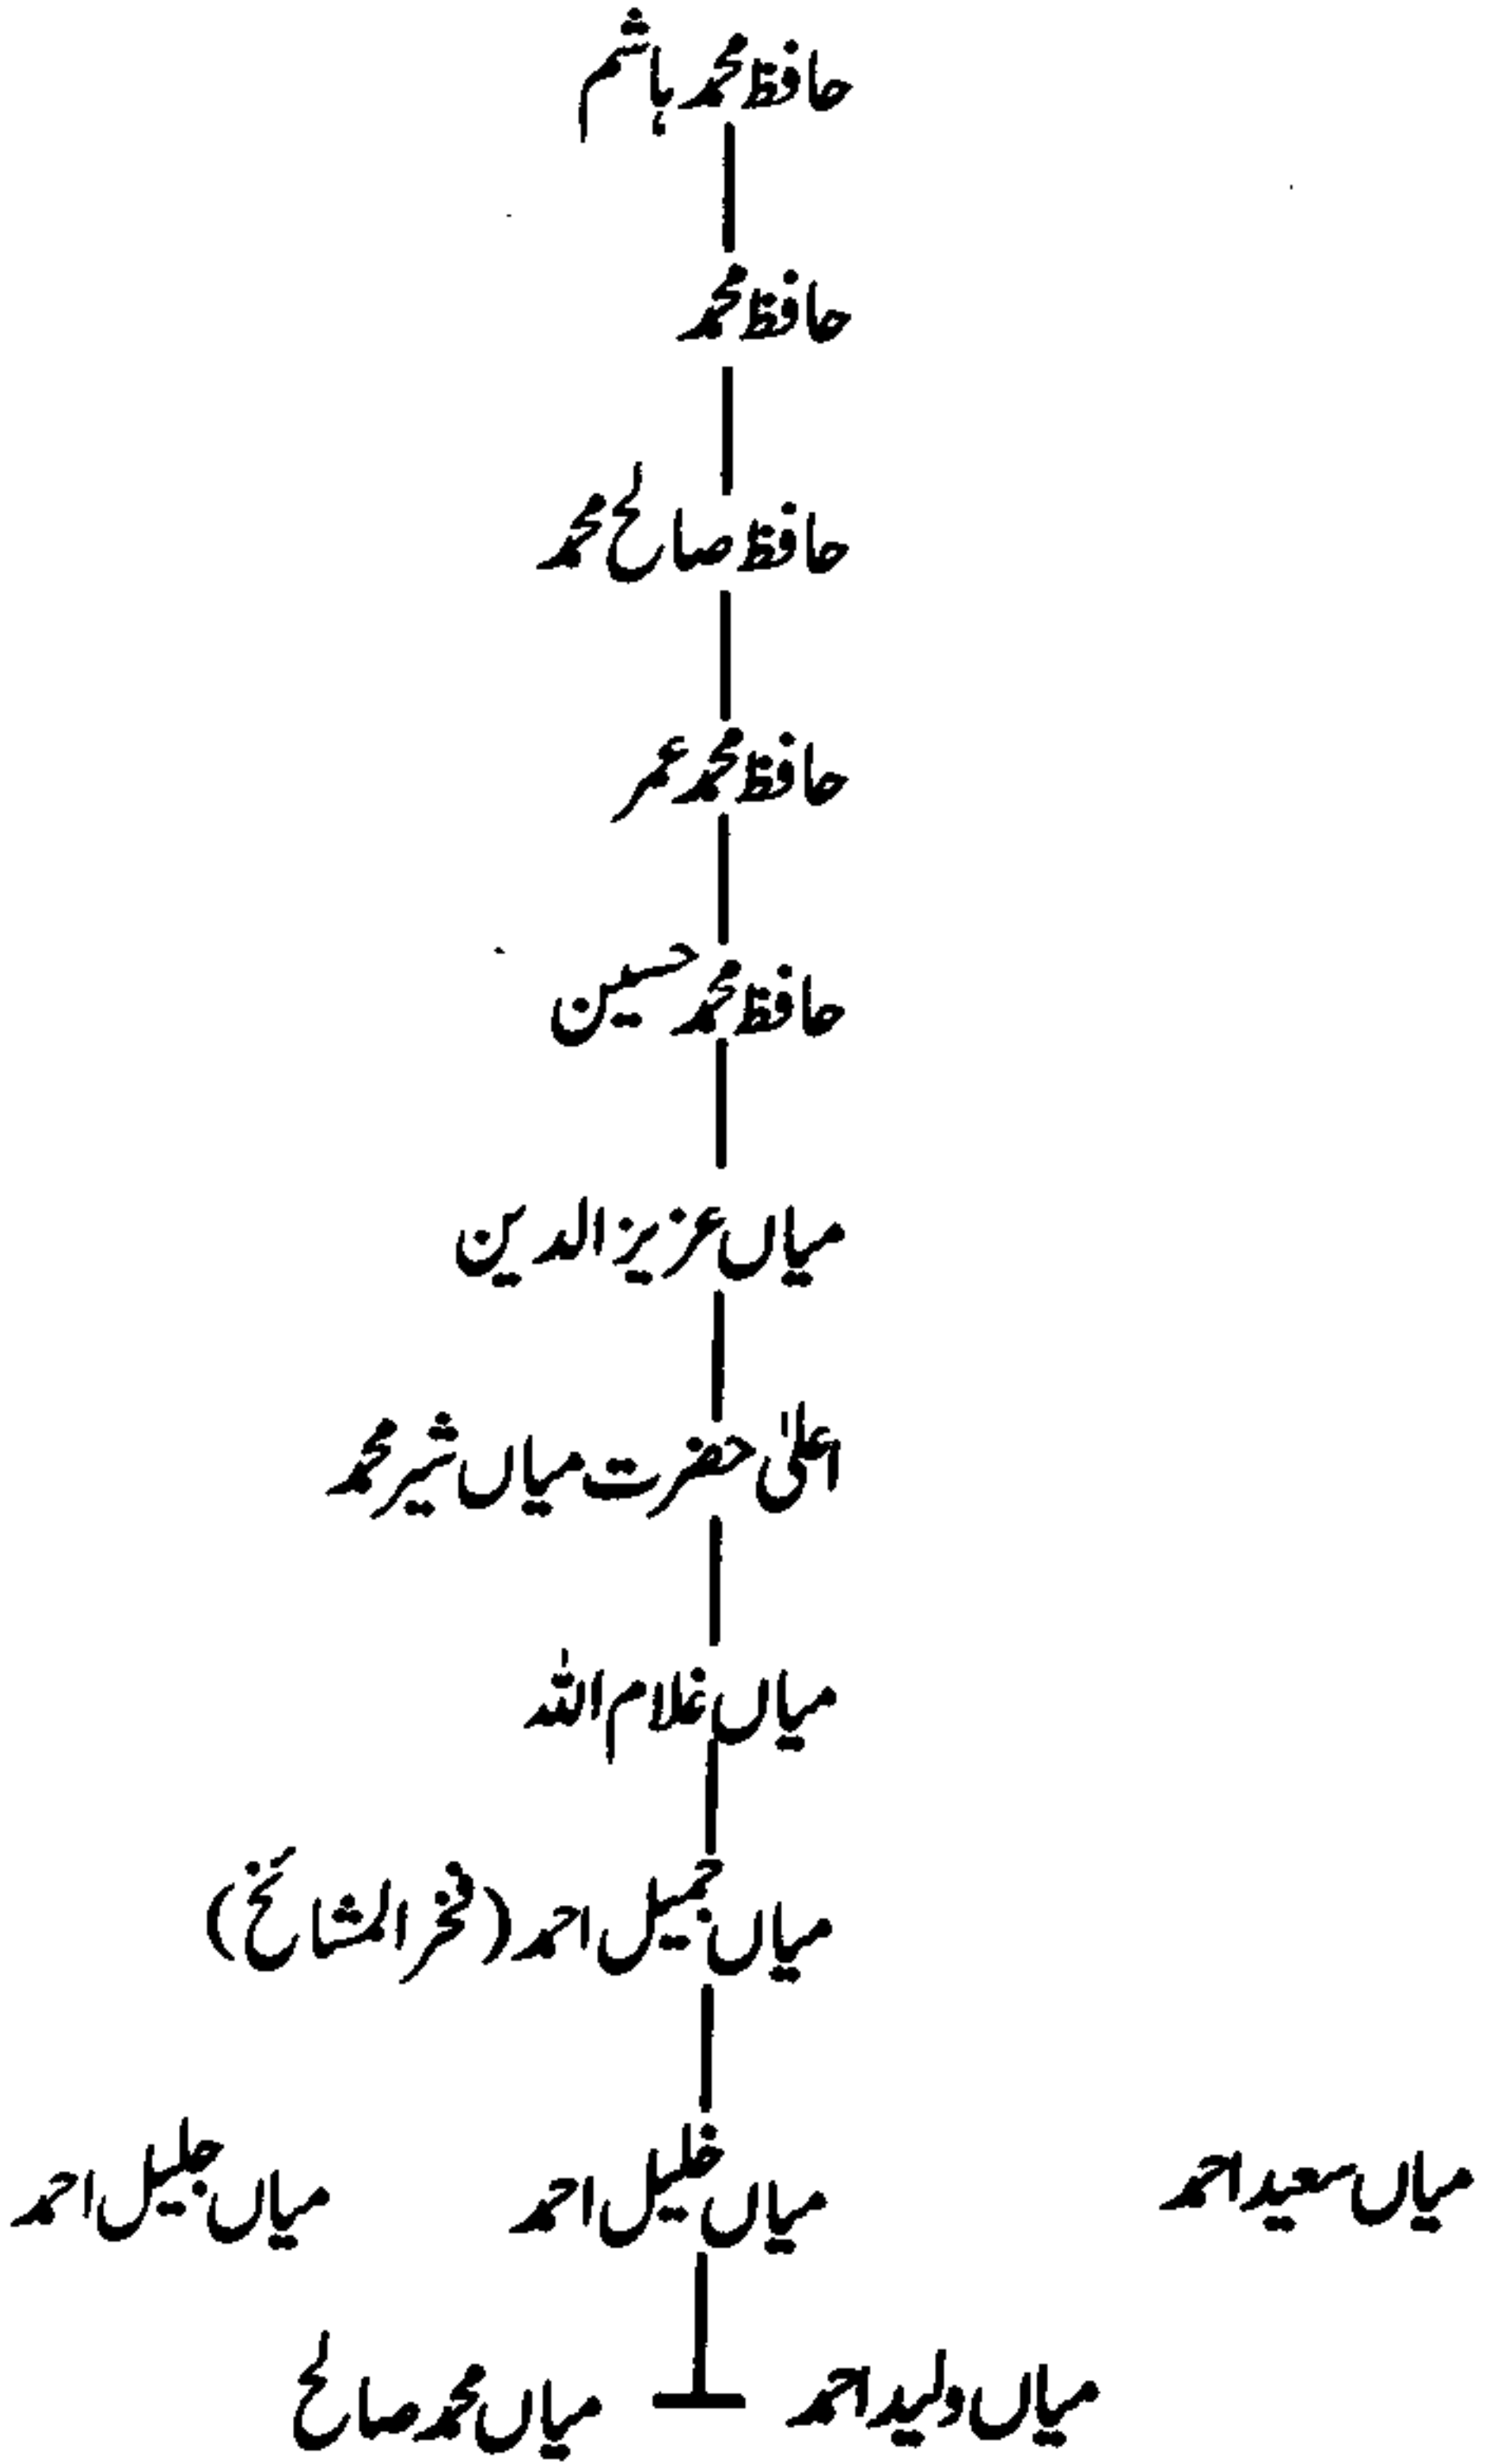 حافظ محمد ہاشم
حافظ محمد
حافظ صالح محمد
حافظ محمد عمر
حافظ محمد حسین
میاں عزیز الدین
اعلیٰ حضرت میاں شیر محمد
میاں غلام اللہ
میاں جمیل احمد (فخر المشائخ)
میاں سعید احمد میاں خلیل احمد میاں جلیل احمد
میاں ولید احمد میاں محمد صالح